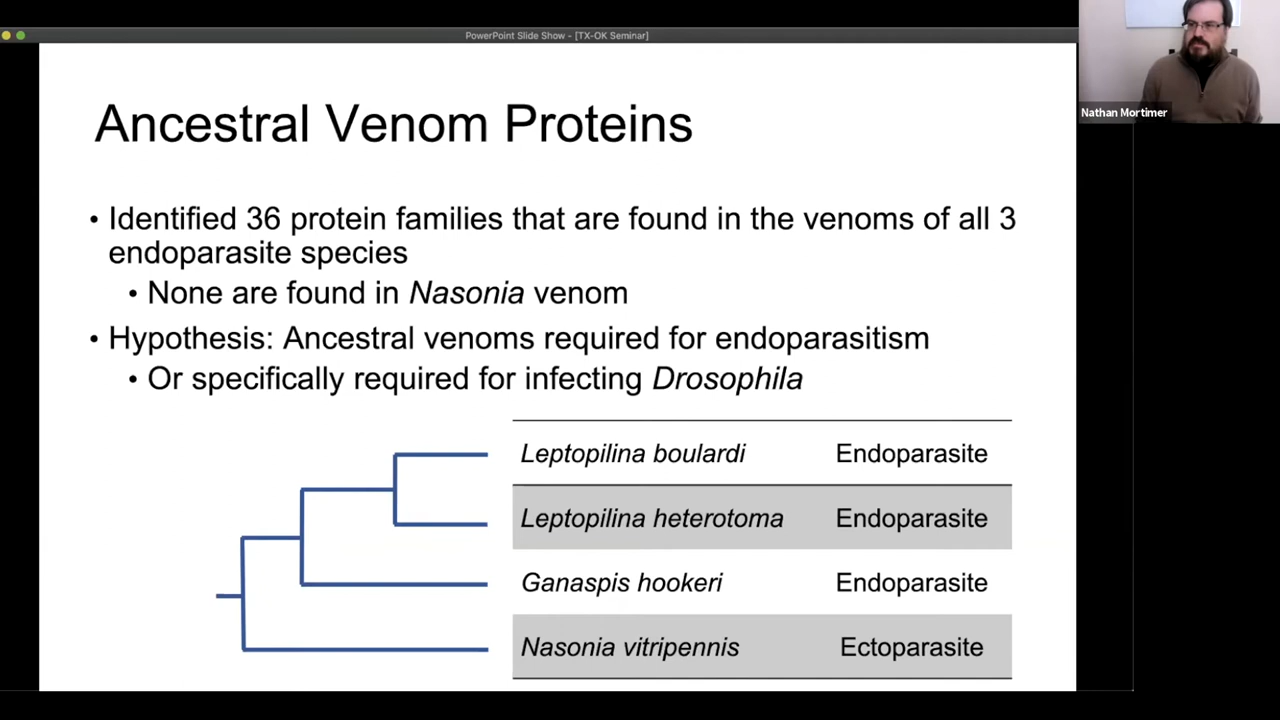 PowerPoint Slide Show - [TX-OK Seminar]
Nathan Mortimer
Ancestral Venom Proteins
• Identified 36 protein families that are found in the venoms of all 3
endoparasite species
• None are found in Nasonia venom
• Hypothesis: Ancestral venoms required for endoparasitism
• Or specifically required for infecting Drosophila
Leptopilina boulardi Endoparasite
Leptopilina heterotoma Endoparasite
Ganaspis hookeri Endoparasite
Nasonia vitripennis Ectoparasite